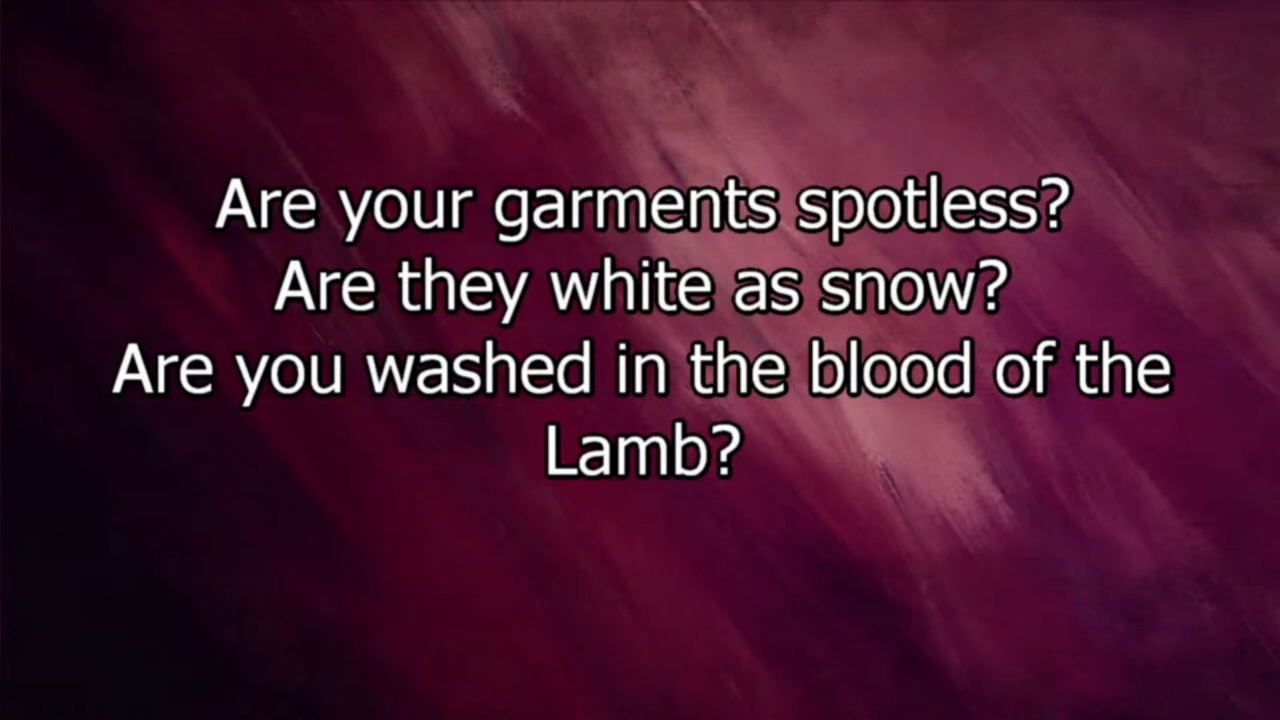 Are your garments spotless?
Are they white as snow?
Are you washed in the blood of the
Lamb?